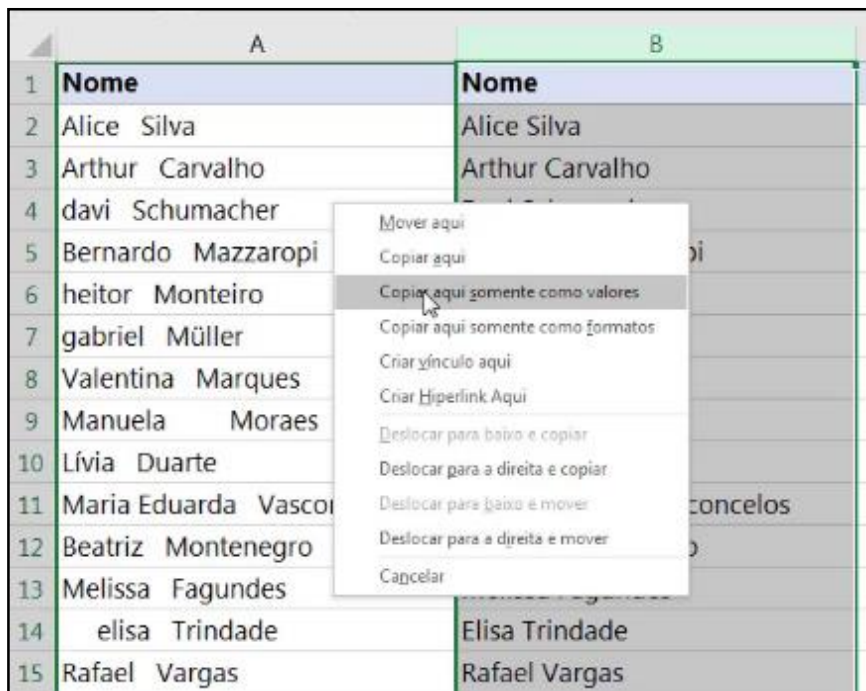 A B
1 Nome Nome
2 Alice   Silva Alice Silva
3 Arthur   Carvalho Arthur Carvalho
4 davi   Schumacher
Mover aqui
5 Bernardo   Mazzaropi pi
Copiar aqui
6 heitor   Monteiro
Copiar aqui somente como valores
7 gabriel   Müller
Copiar aqui somente como formatos
Criar vínculo aqui
8 Valentina   Marques
Criar Hiperlink Aqui
9 Manuela   Moraes
Deslocar para baixo e copiar
10 Lívia   Duarte
Deslocar para a direita e copiar
11 Maria Eduarda concelos
Deslocar para baixo e mover
12 Beatriz   Montenegro
Deslocar para a direita e mover
Cancelar
13 Melissa   Fagundes
14 elisa   Trindade Elisa Trindade
15 Rafael   Vargas Rafael Vargas